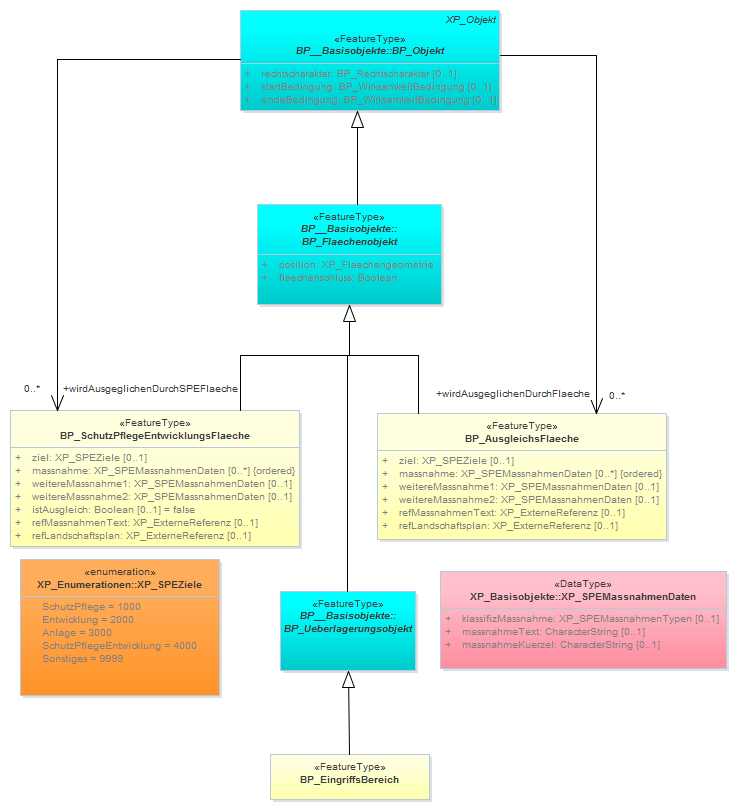 XP_Objekt
«FeatureType»
BP__Basisobjekte::BP_Objekt
+ rechtscharakter: BP_Rechtscharakter [0..1]
+ startBedingung: BP_WirksamkeitBedingung [0..1]
+ endeBedingung: BP_WirksamkeitBedingung [0..1]
«FeatureType»
BP__Basisobjekte::
BP_Flaechenobjekt
+ position: XP_Flaechengeometrie
+ flaechenschluss: Boolean
0..* +wirdAusgeglichenDurchSPEFlaeche
+wirdAusgeglichenDurchFlaeche 0..*
«FeatureType»
BP_SchutzPflegeEntwicklungsFlaeche
+ ziel: XP_SPEZiele [0..1]
+ massnahme: XP_SPEMassnahmenDaten [0..*] {ordered}
+ weitereMassnahme1: XP_SPEMassnahmenDaten [0..1]
+ weitereMassnahme2: XP_SPEMassnahmenDaten [0..1]
+ istAusgleich: Boolean [0..1] = false
+ refMassnahmenText: XP_ExterneReferenz [0..1]
+ refLandschaftsplan: XP_ExterneReferenz [0..1]
«FeatureType»
BP_AusgleichsFlaeche
+ ziel: XP_SPEZiele [0..1]
+ massnahme: XP_SPEMassnahmenDaten [0..*] {ordered}
+ weitereMassnahme1: XP_SPEMassnahmenDaten [0..1]
+ weitereMassnahme2: XP_SPEMassnahmenDaten [0..1]
+ refMassnahmenText: XP_ExterneReferenz [0..1]
+ refLandschaftsplan: XP_ExterneReferenz [0..1]
«enumeration»
XP_Enumerationen::XP_SPEZiele
SchutzPflege = 1000
Entwicklung = 2000
Anlage = 3000
SchutzPflegeEntwicklung = 4000
Sonstiges = 9999
«FeatureType»
BP__Basisobjekte::
BP_Ueberlagerungsobjekt
«DataType»
XP_Basisobjekte::XP_SPEMassnahmenDaten
+ klassifizMassnahme: XP_SPEMassnahmenTypen [0..1]
+ massnahmeText: CharacterString [0..1]
+ massnahmeKuerzel: CharacterString [0..1]
«FeatureType»
BP_EingriffsBereich